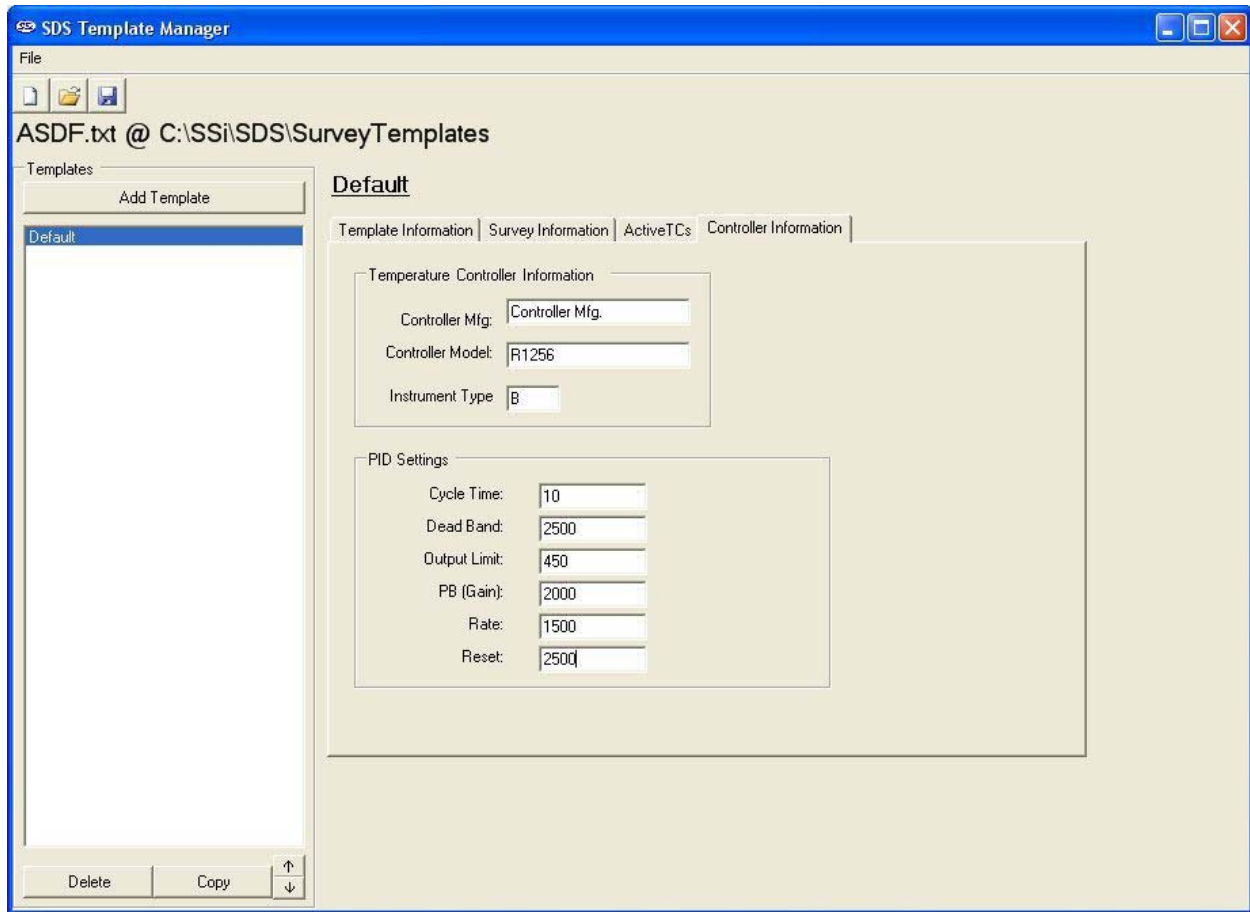 SSi SDS Template Manager
File
ASDF.txt @ C:\SSi\SDS\SurveyTemplates
Templates
Add Template
Default
Delete
Copy
Default
Template Information
Survey Information
ActiveTCs
Controller Information
Temperature Controller Information
Controller Mfg: Controller Mfg.
Controller Model: R1256
Instrument Type B
PID Settings
Cycle Time: 10
Dead Band: 2500
Output Limit: 450
PB (Gain): 2000
Rate: 1500
Reset: 2500